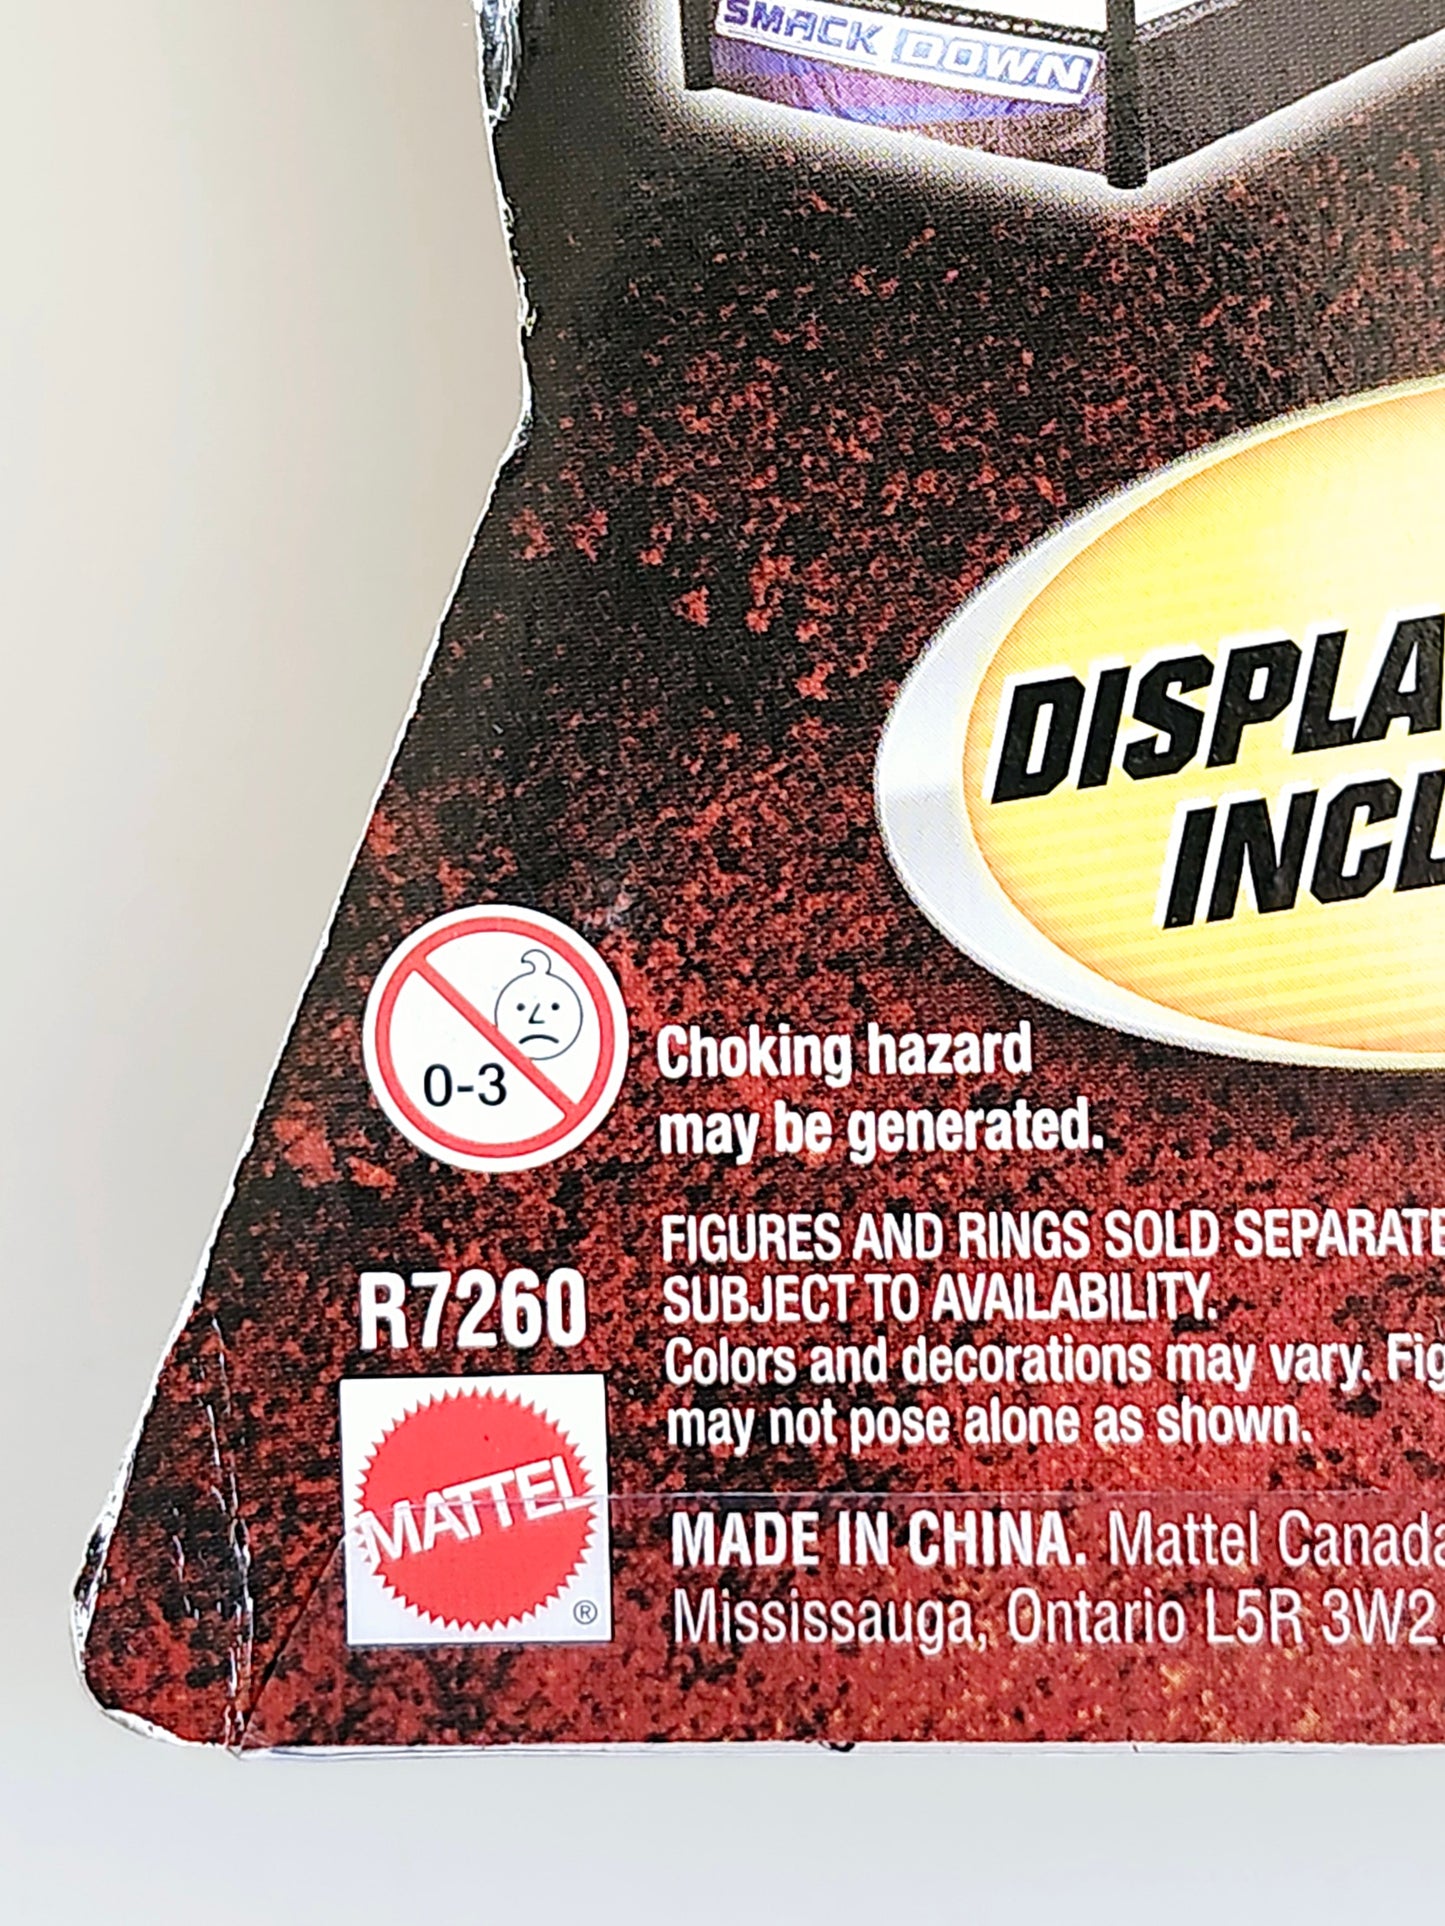 SMACK DOWN
DISPLA
INCL
0-3
Choking hazard
may be generated.
FIGURES AND RINGS SOLD SEPARATE
SUBJECT TO AVAILABILITY.
Colors and decorations may vary. Fig
may not pose alone as shown.
R7260
MATTEL
®
MADE IN CHINA. Mattel Canada
Mississauga, Ontario L5R 3W2.